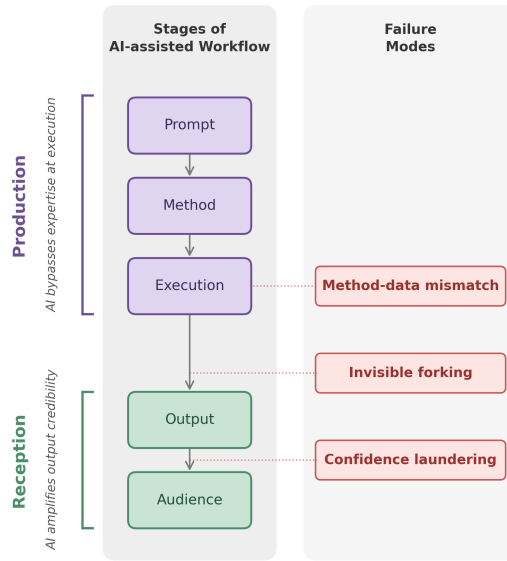 Stages of
AI-assisted Workflow
Failure
Modes
Production
AI bypasses expertise at execution
Prompt
Method
Execution
Method-data mismatch
Invisible forking
Reception
AI amplifies output credibility
Output
Confidence laundering
Audience